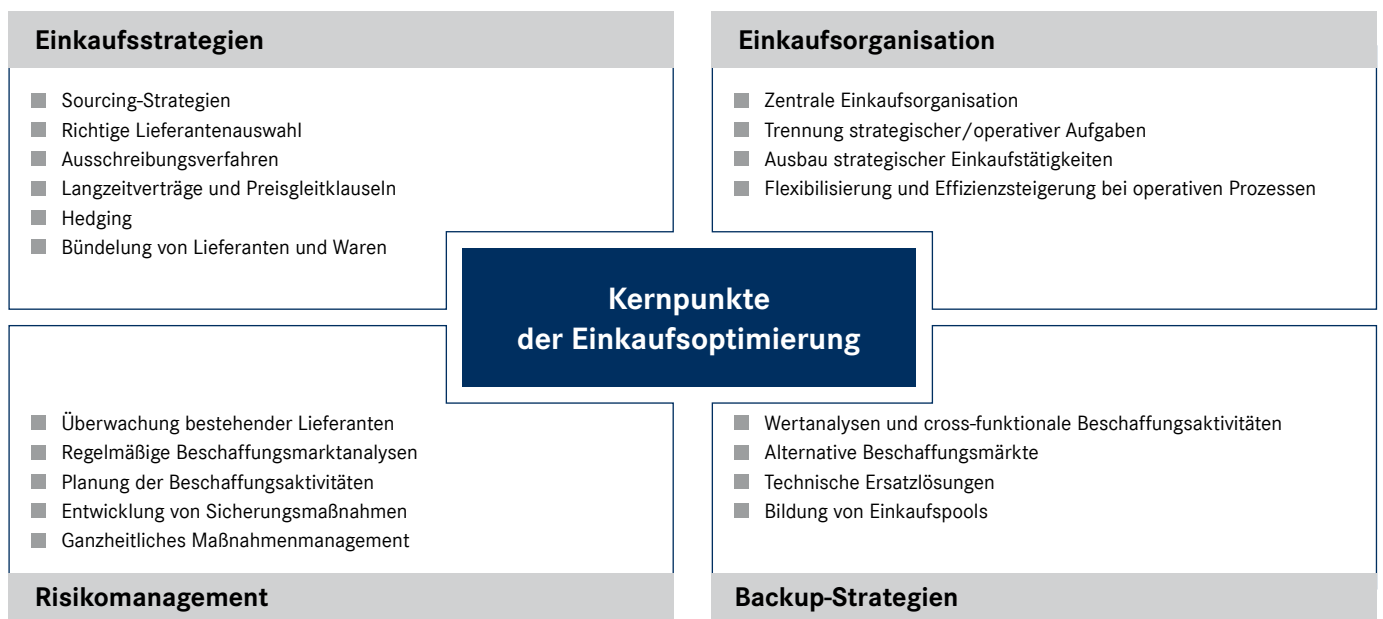 Einkaufsstrategien
Sourcing-Strategien
Richtige Lieferantenauswahl
Ausschreibungsverfahren
Langzeitverträge und Preisgleitklauseln
Hedging
Bündelung von Lieferanten und Waren
Einkaufsorganisation
Zentrale Einkaufsorganisation
Trennung strategischer/operativer Aufgaben
Ausbau strategischer Einkaufstätigkeiten
Flexibilisierung und Effizienzsteigerung bei operativen Prozessen
Kernpunkte
der Einkaufsoptimierung
Überwachung bestehender Lieferanten
Regelmäßige Beschaffungsmarktanalysen
Planung der Beschaffungsaktivitäten
Entwicklung von Sicherungsmaßnahmen
Ganzheitliches Maßnahmenmanagement
Risikomanagement
Wertanalysen und cross-funktionale Beschaffungsaktivitäten
Alternative Beschaffungsmärkte
Technische Ersatzlösungen
Bildung von Einkaufspools
Backup-Strategien